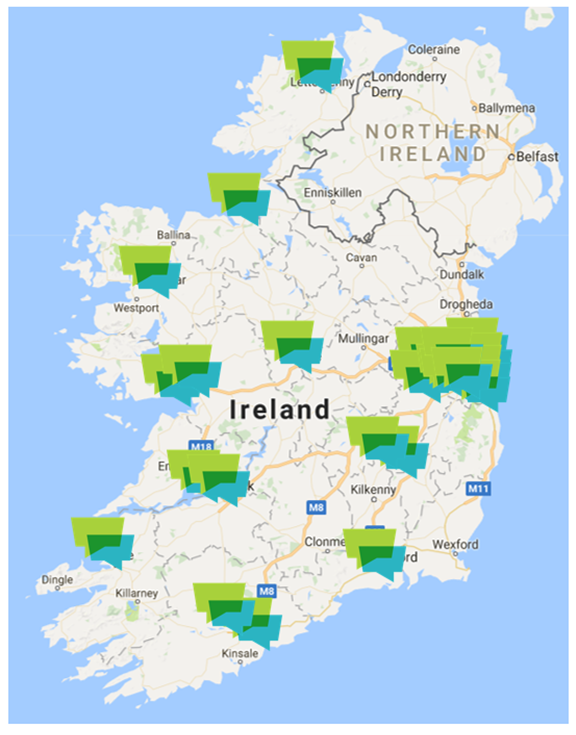 Coleraine
Londonderry
Derry
Ballymena
NORTHERN
IRELAND
Belfast
Enniskillen
Ballina
Cavan
Dundalk
Westport
Drogheda
Mullingar
Ireland
M18
Kilkenny
M11
M8
Wexford
Dingle
Killarney
M8
Kinsale